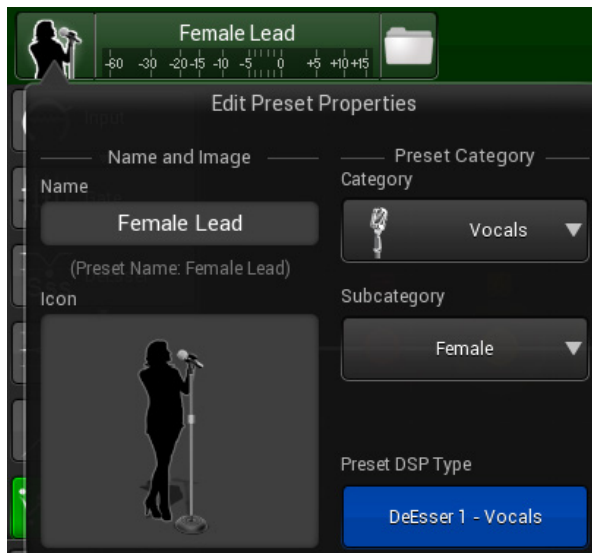 Female Lead
-60 -30 -20 -15 -10 -5 0 +5 +10 +15
Edit Preset Properties
Input
Name and Image
Preset Category
Name
Category
Female Lead
Vocals
(Preset Name: Female Lead)
Icon
Subcategory
Female
Preset DSP Type
DeEsser 1 - Vocals